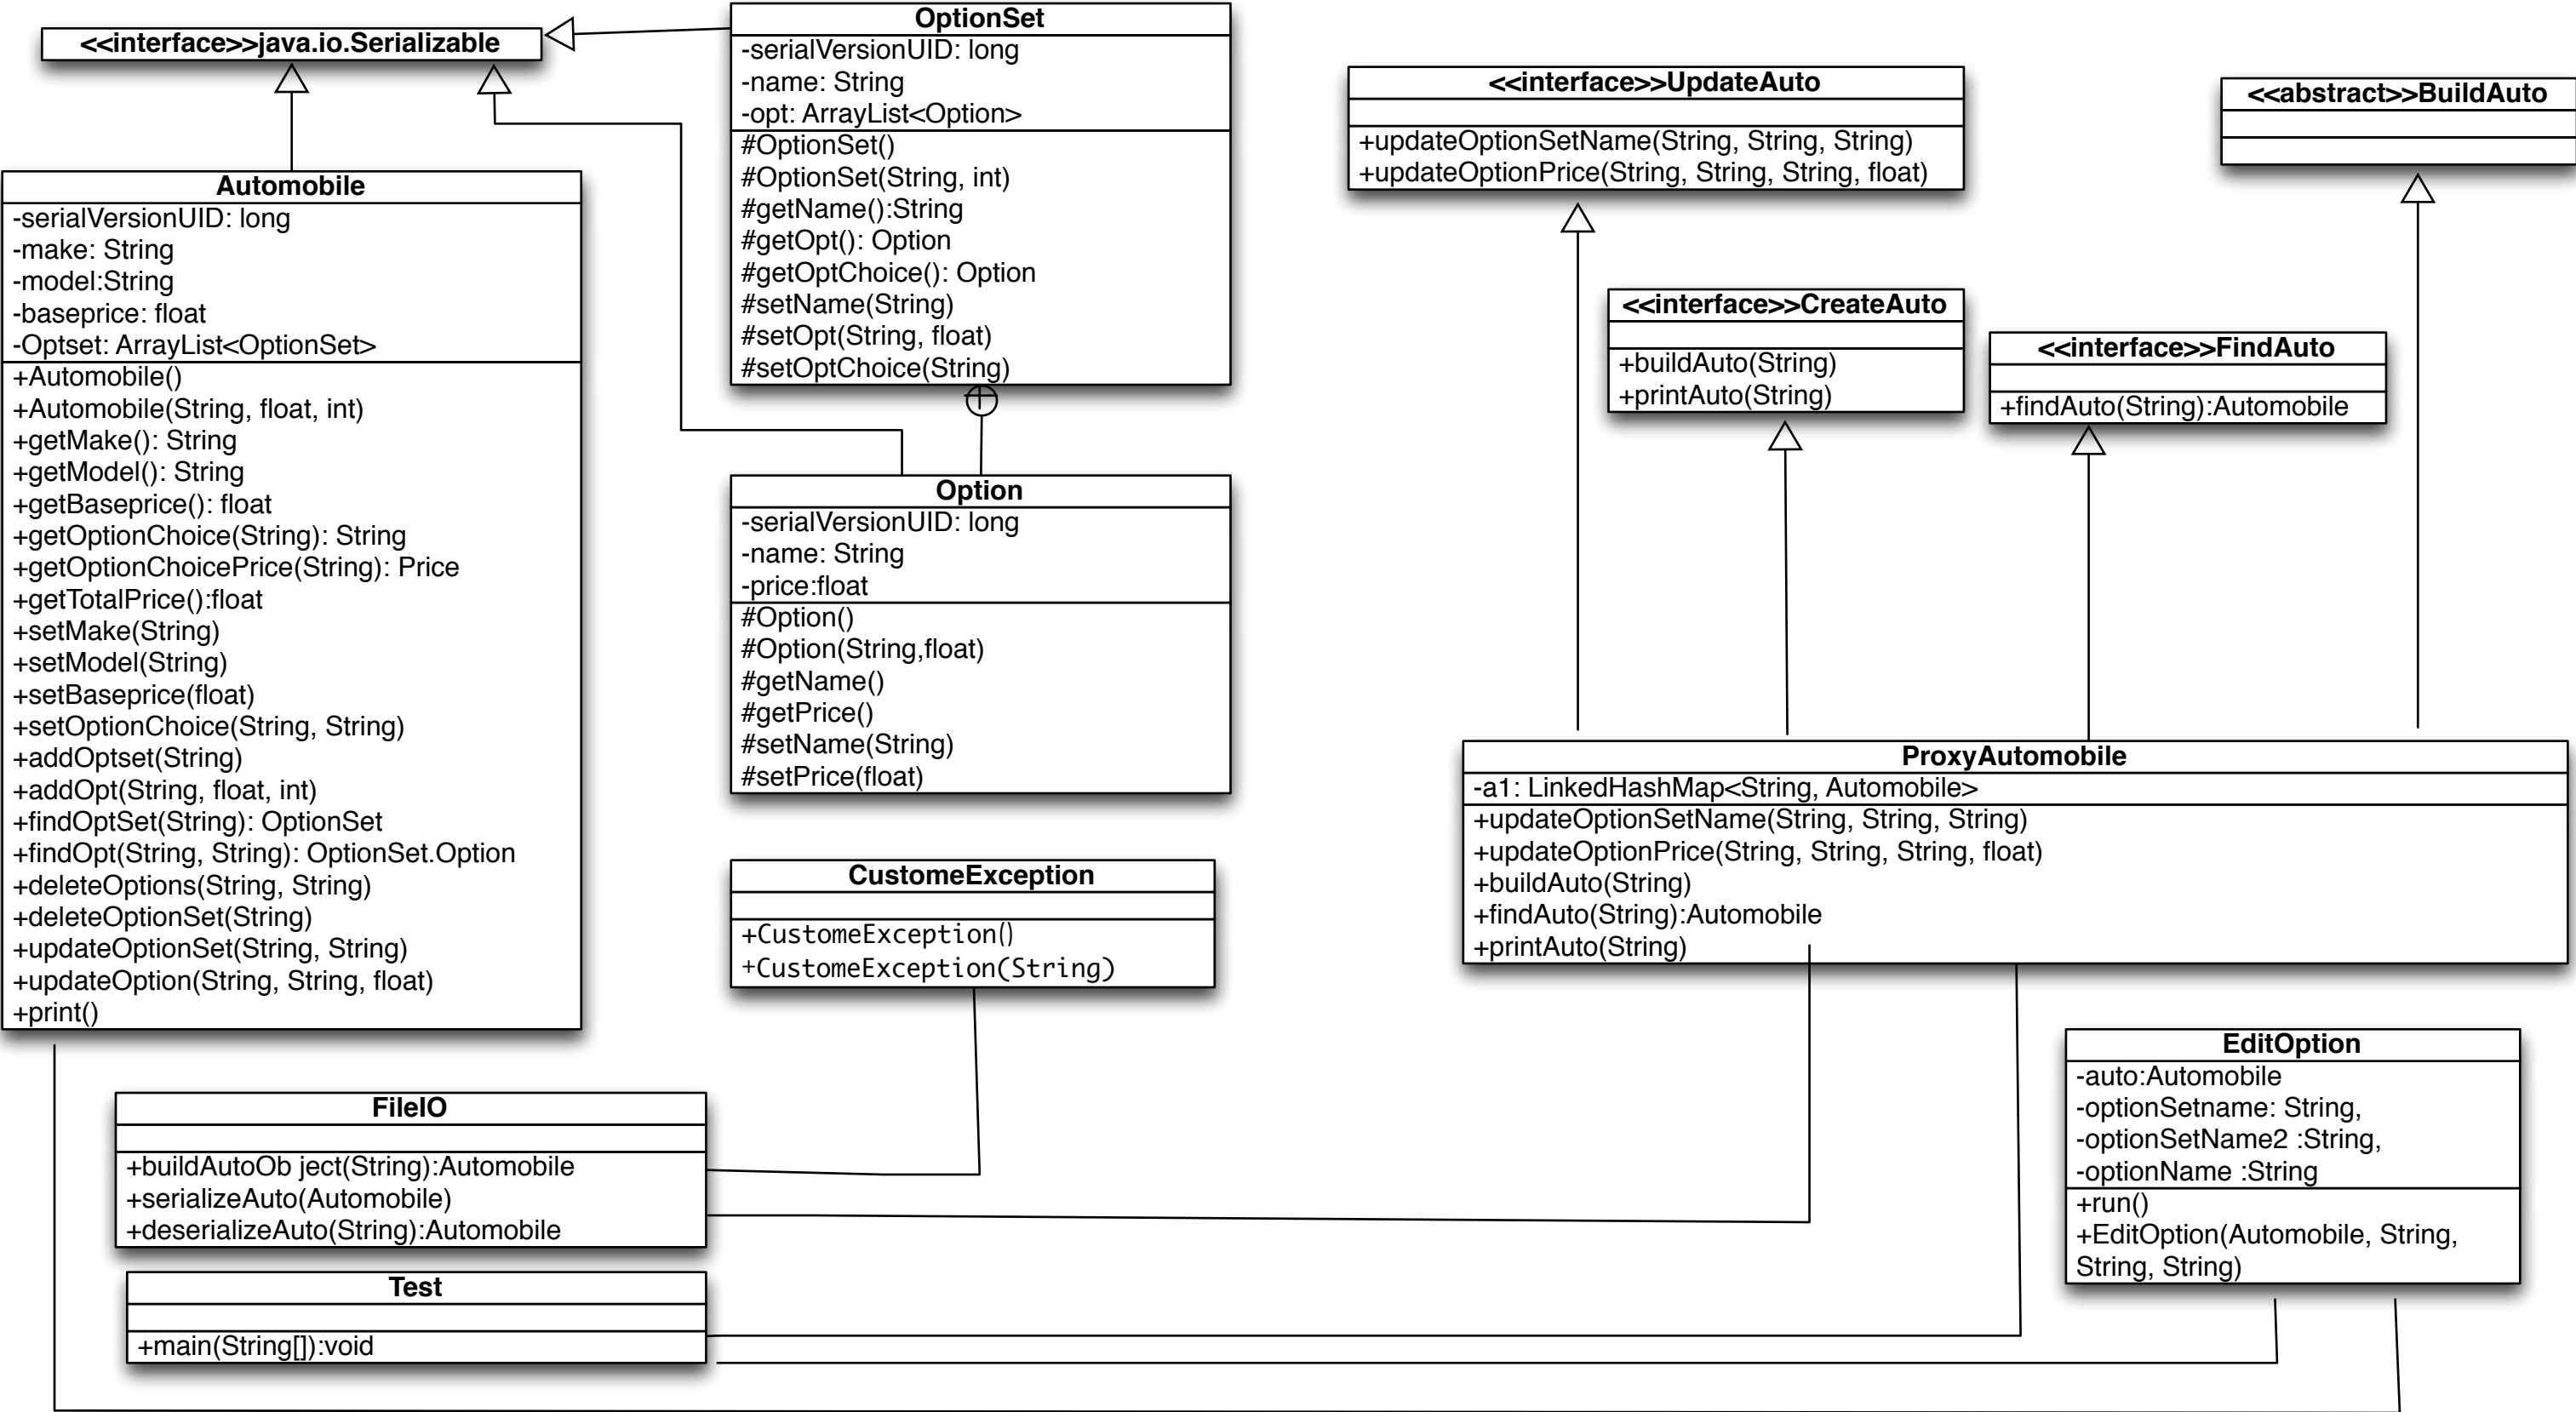 <<interface>>java.io.Serializable
OptionSet
-serialVersionUID: long
-name: String
-opt: ArrayList<Option>
#OptionSet()
#OptionSet(String, int)
#getName():String
#getOpt(): Option
#getOptChoice(): Option
#setName(String)
#setOpt(String, float)
#setOptChoice(String)
<<interface>>UpdateAuto
+updateOptionSetName(String, String, String)
+updateOptionPrice(String, String, String, float)
<<abstract>>BuildAuto
Automobile
-serialVersionUID: long
-make: String
-model:String
-baseprice: float
-Optset: ArrayList<OptionSet>
+Automobile()
+Automobile(String, float, int)
+getMake(): String
+getModel(): String
+getBaseprice(): float
+getOptionChoice(String): String
+getOptionChoicePrice(String): Price
+getTotalPrice():float
+setMake(String)
+setModel(String)
+setBaseprice(float)
+setOptionChoice(String, String)
+addOptset(String)
+addOpt(String, float, int)
+findOptSet(String): OptionSet
+findOpt(String, String): OptionSet.Option
+deleteOptions(String, String)
+deleteOptionSet(String)
+updateOptionSet(String, String)
+updateOption(String, String, float)
+print()
<<interface>>CreateAuto
+buildAuto(String)
+printAuto(String)
<<interface>>FindAuto
+findAuto(String):Automobile
Option
-serialVersionUID: long
-name: String
-price:float
#Option()
#Option(String,float)
#getName()
#getPrice()
#setName(String)
#setPrice(float)
ProxyAutomobile
-a1: LinkedHashMap<String, Automobile>
+updateOptionSetName(String, String, String)
+updateOptionPrice(String, String, String, float)
+buildAuto(String)
+findAuto(String):Automobile
+printAuto(String)
CustomeException
+CustomeException()
+CustomeException(String)
EditOption
-auto:Automobile
-optionSetname: String,
-optionSetName2 :String,
-optionName :String
+run()
+EditOption(Automobile, String,
String, String)
FileIO
+buildAutoOb ject(String):Automobile
+serializeAuto(Automobile)
+deserializeAuto(String):Automobile
Test
+main(String[]):void